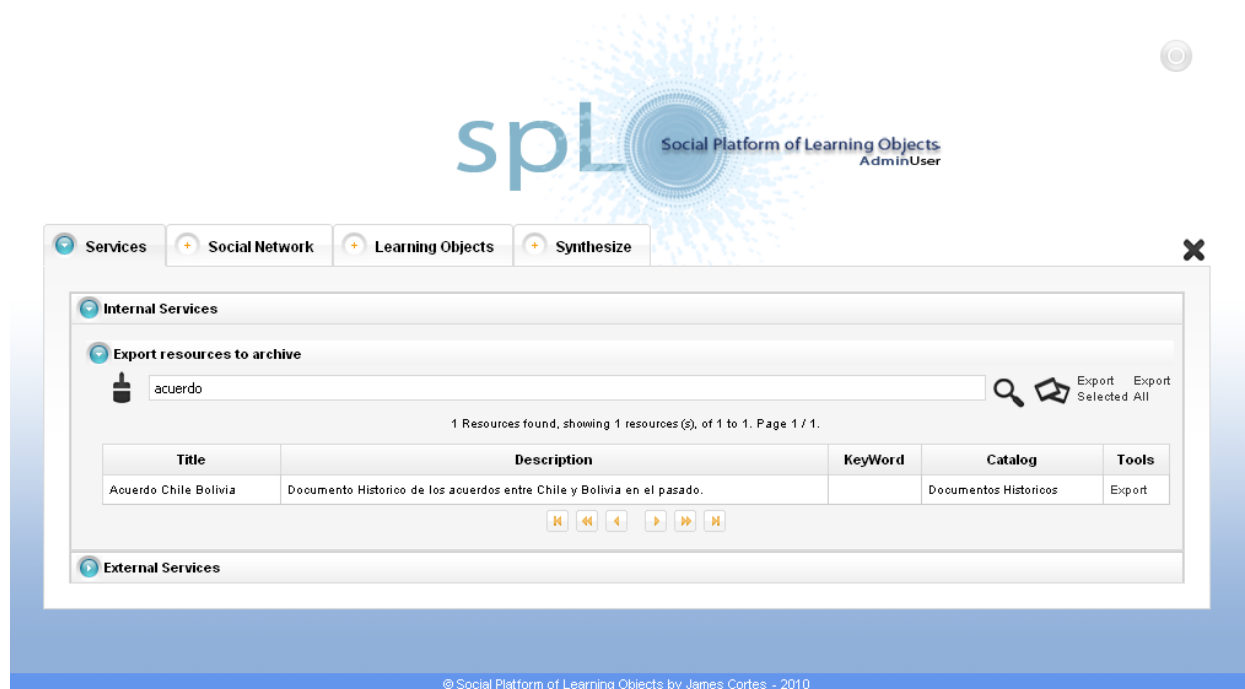 spL
Social Platform of Learning Objects
AdminUser
Services
Social Network
Learning Objects
Synthesize
Internal Services
Export resources to archive
acuerdo
Export Selected
Export All
1 Resources found, showing 1 resources (s), of 1 to 1. Page 1 / 1.
Title Description KeyWord Catalog Tools
Acuerdo Chile Bolivia Documento Historico de los acuerdos entre Chile y Bolivia en el pasado. Documentos Historicos Export
External Services
© Social Platform of Learning Objects by James Cortes - 2010